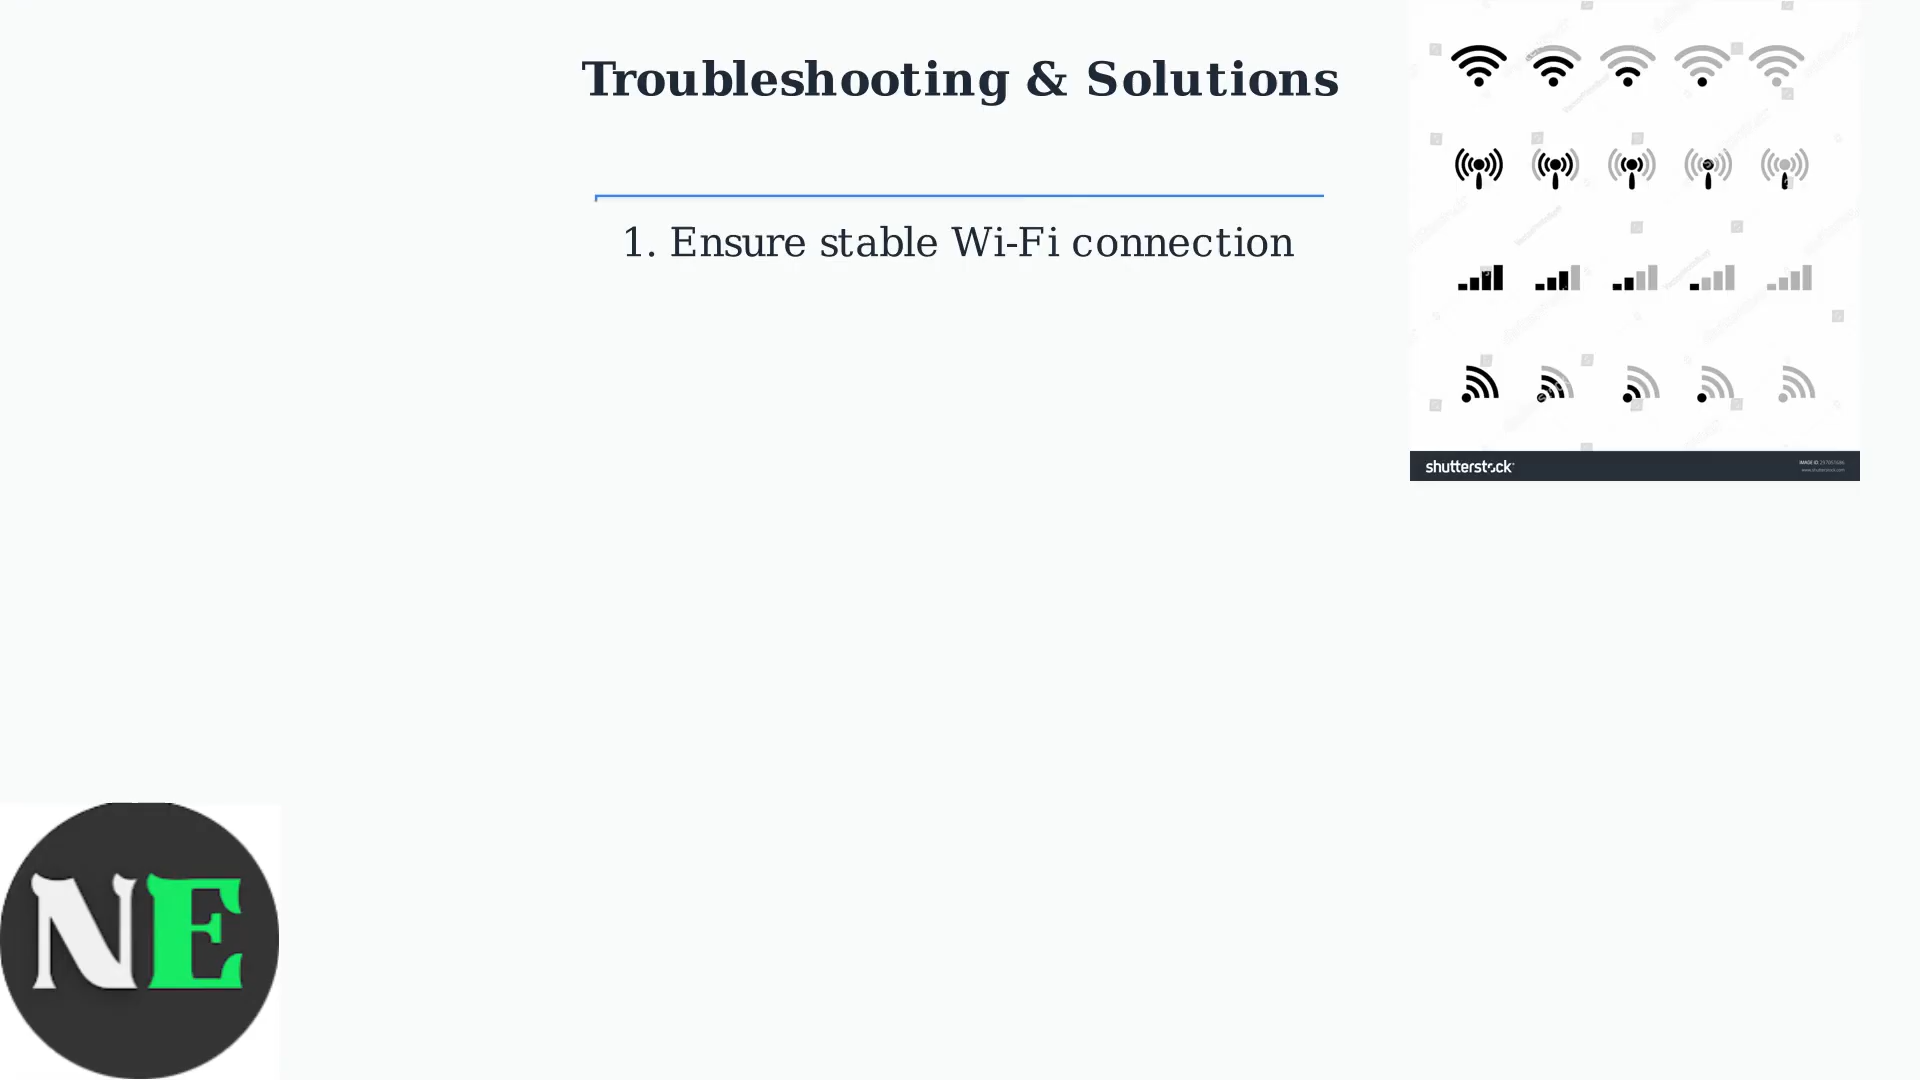 Troubleshooting & Solutions
1. Ensure stable Wi-Fi connection
shutterstock
NE